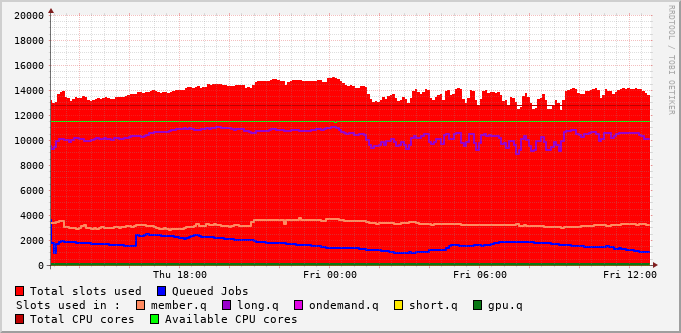 20000
18000
16000
14000
12000
10000
8000
6000
4000
2000
0
Thu 18:00 Fri 00:00 Fri 06:00 Fri 12:00
RRDTOOL / TOBI OETIKER
Total slots used Queued Jobs
Slots used in : member.q long.q ondemand.q short.q gpu.q
Total CPU cores Available CPU cores